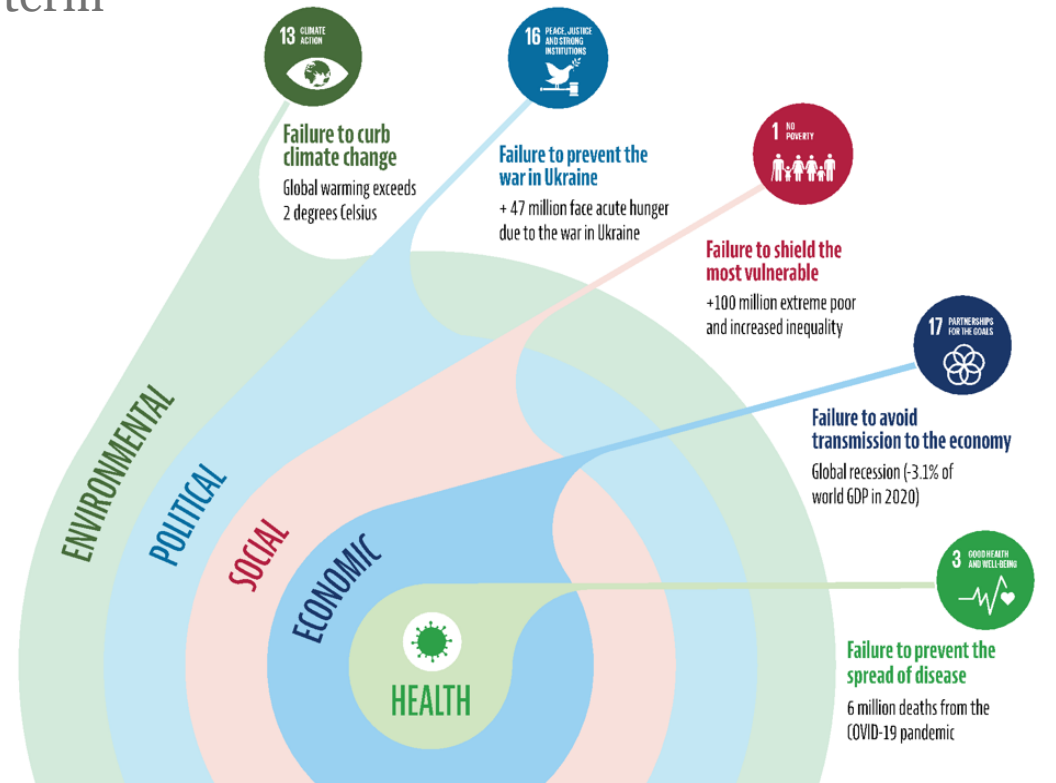 term
13 CLIMATE
ACTION
Failure to curb
climate change
Global warming exceeds
2 degrees Celsius
16 PEACE, JUSTICE
AND STRONG
INSTITUTIONS
Failure to prevent the
war in Ukraine
+ 47 million face acute hunger
due to the war in Ukraine
1 NO
POVERTY
Failure to shield the
most vulnerable
+100 million extreme poor
and increased inequality
17 PARTNERSHIPS
FOR THE GOALS
Failure to avoid
transmission to the economy
Global recession (-3.1% of
world GDP in 2020)
3 GOOD HEALTH
AND WELL-BEING
Failure to prevent the
spread of disease
6 million deaths from the
COVID-19 pandemic
ENVIRONMENTAL
POLITICAL
SOCIAL
ECONOMIC
HEALTH